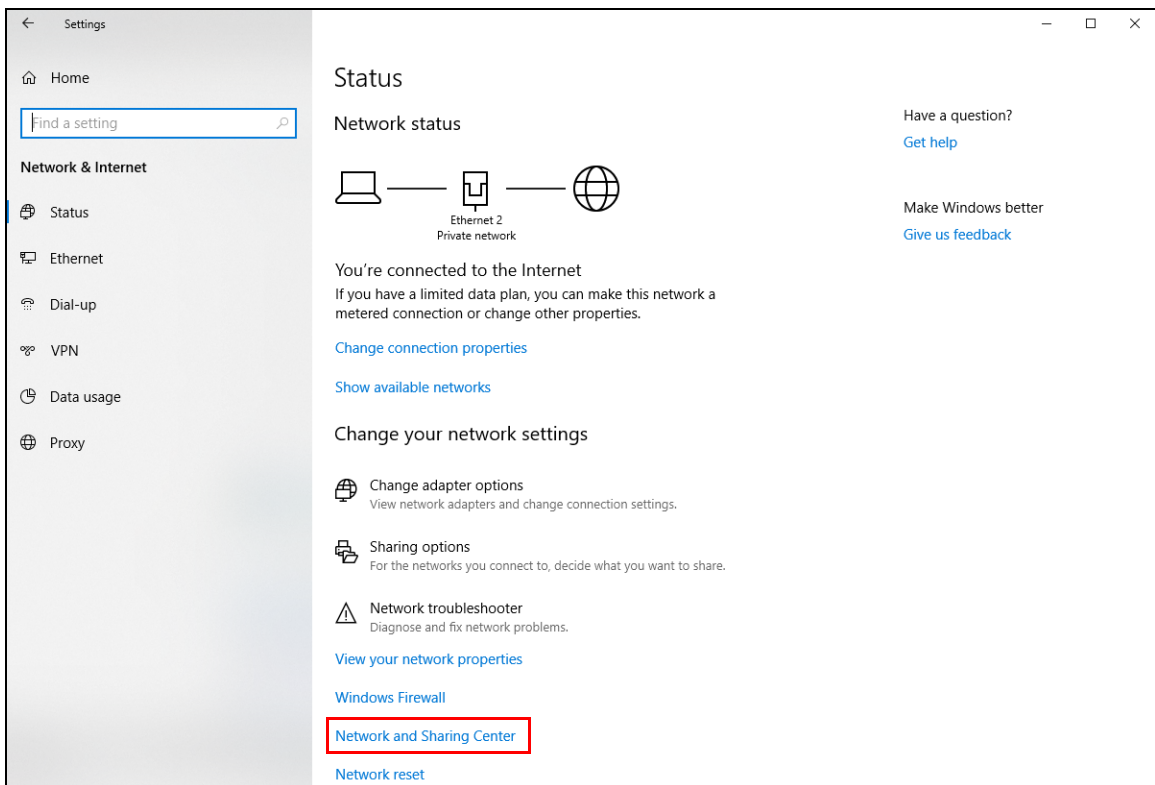 Settings
Home
Find a setting
Network & Internet
Status
Ethernet
Dial-up
VPN
Data usage
Proxy
Status
Network status
Ethernet 2
Private network
You're connected to the Internet
If you have a limited data plan, you can make this network a
metered connection or change other properties.
Change connection properties
Show available networks
Change your network settings
Change adapter options
View network adapters and change connection settings.
Sharing options
For the networks you connect to, decide what you want to share.
Network troubleshooter
Diagnose and fix network problems.
View your network properties
Windows Firewall
Network and Sharing Center
Network reset
Have a question?
Get help
Make Windows better
Give us feedback